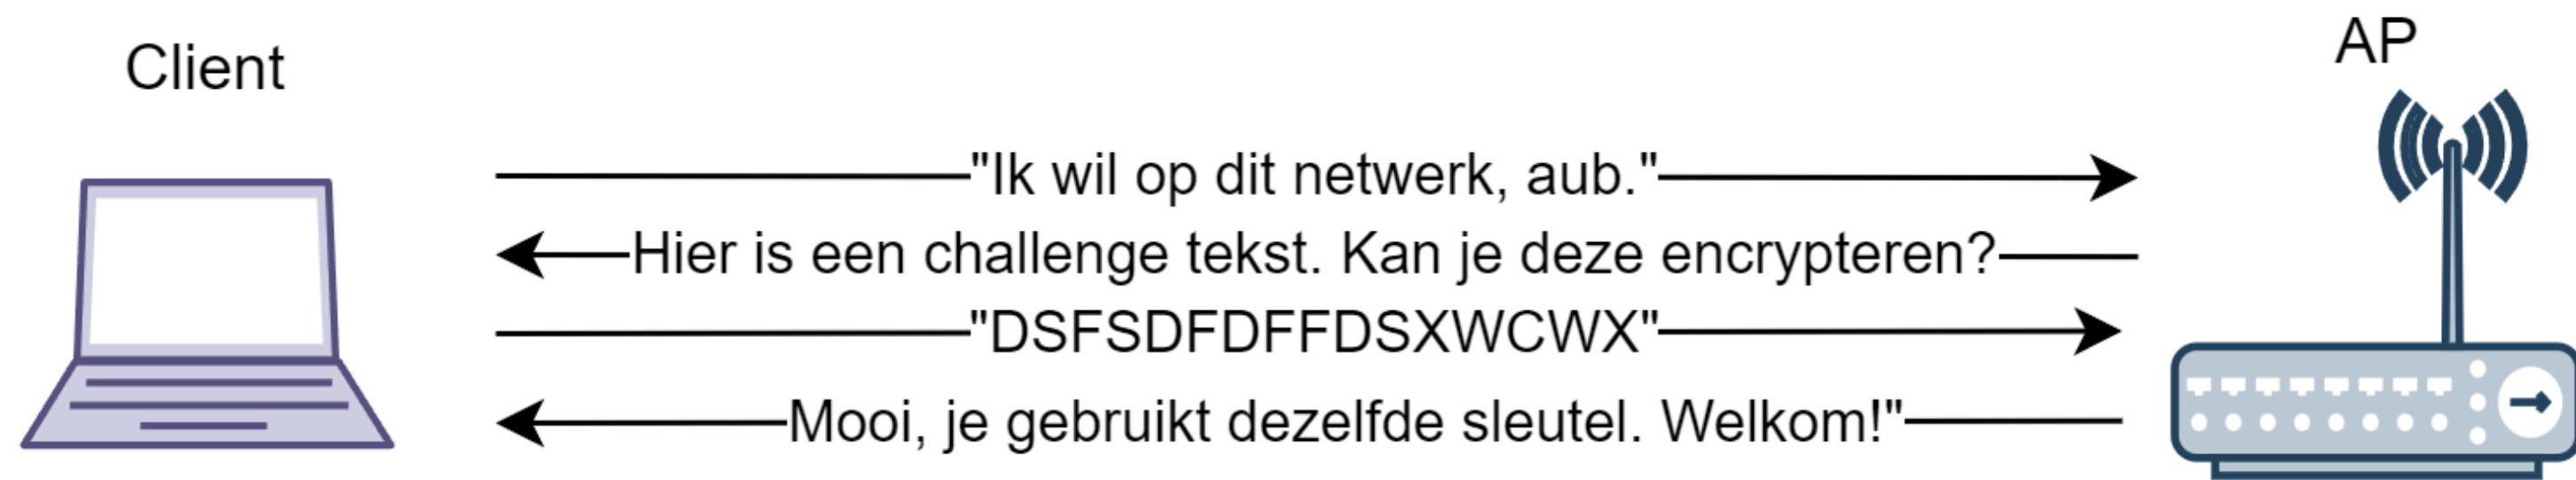 Client
AP
"Ik wil op dit netwerk, aub."
Hier is een challenge tekst. Kan je deze encrypteren?
"DSFSDFDFFDSXWCWX"
Mooi, je gebruikt dezelfde sleutel. Welkom!"